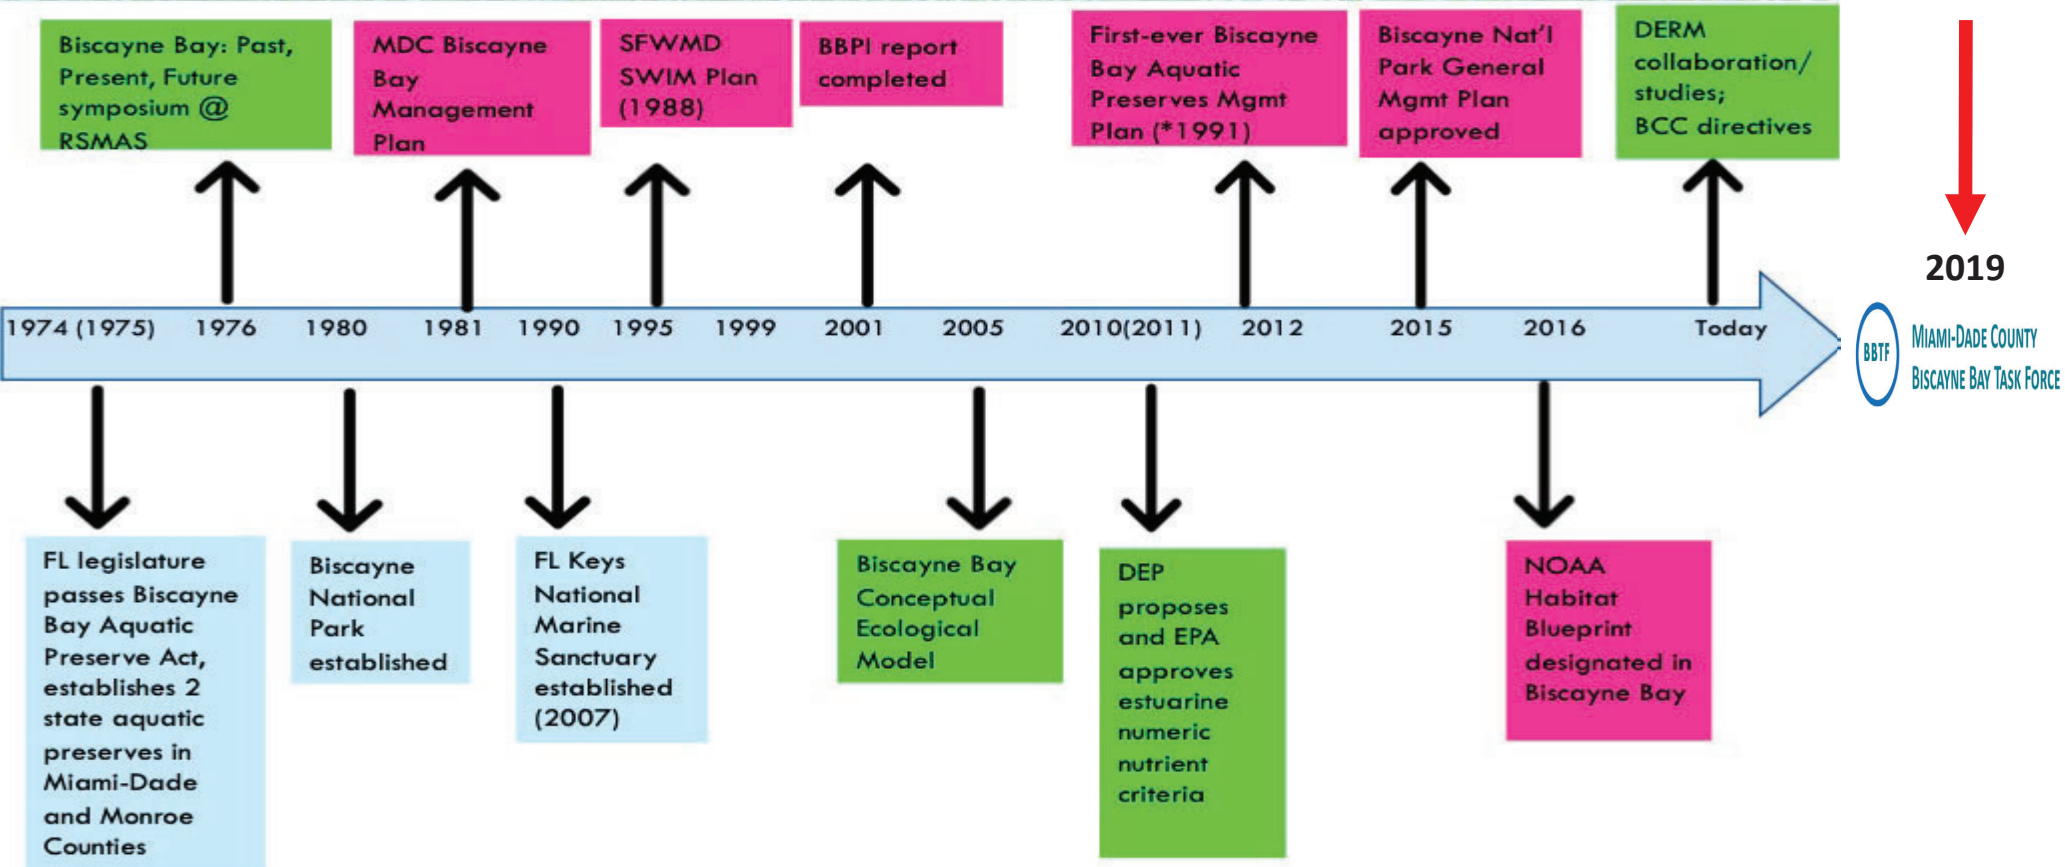 Biscayne Bay: Past,
Present, Future
symposium @
RSMAS
MDC Biscayne
Bay
Management
Plan
SFWMD
SWIM Plan
(1988)
BBPI report
completed
First-ever Biscayne
Bay Aquatic
Preserves Mgmt
Plan (*1991)
Biscayne Nat'l
Park General
Mgmt Plan
approved
DERM
collaboration/
studies;
BCC directives
2019
1974 (1975) 1976 1980 1981 1990 1995 1999 2001 2005 2010(2011) 2012 2015 2016 Today
BBTF
MIAMI-DADE COUNTY
BISCAYNE BAY TASK FORCE
FL legislature
passes Biscayne
Bay Aquatic
Preserve Act,
establishes 2
state aquatic
preserves in
Miami-Dade
and Monroe
Counties
Biscayne
National
Park
established
FL Keys
National
Marine
Sanctuary
established
(2007)
Biscayne Bay
Conceptual
Ecological
Model
DEP
proposes
and EPA
approves
estuarine
numeric
nutrient
criteria
NOAA
Habitat
Blueprint
designated in
Biscayne Bay